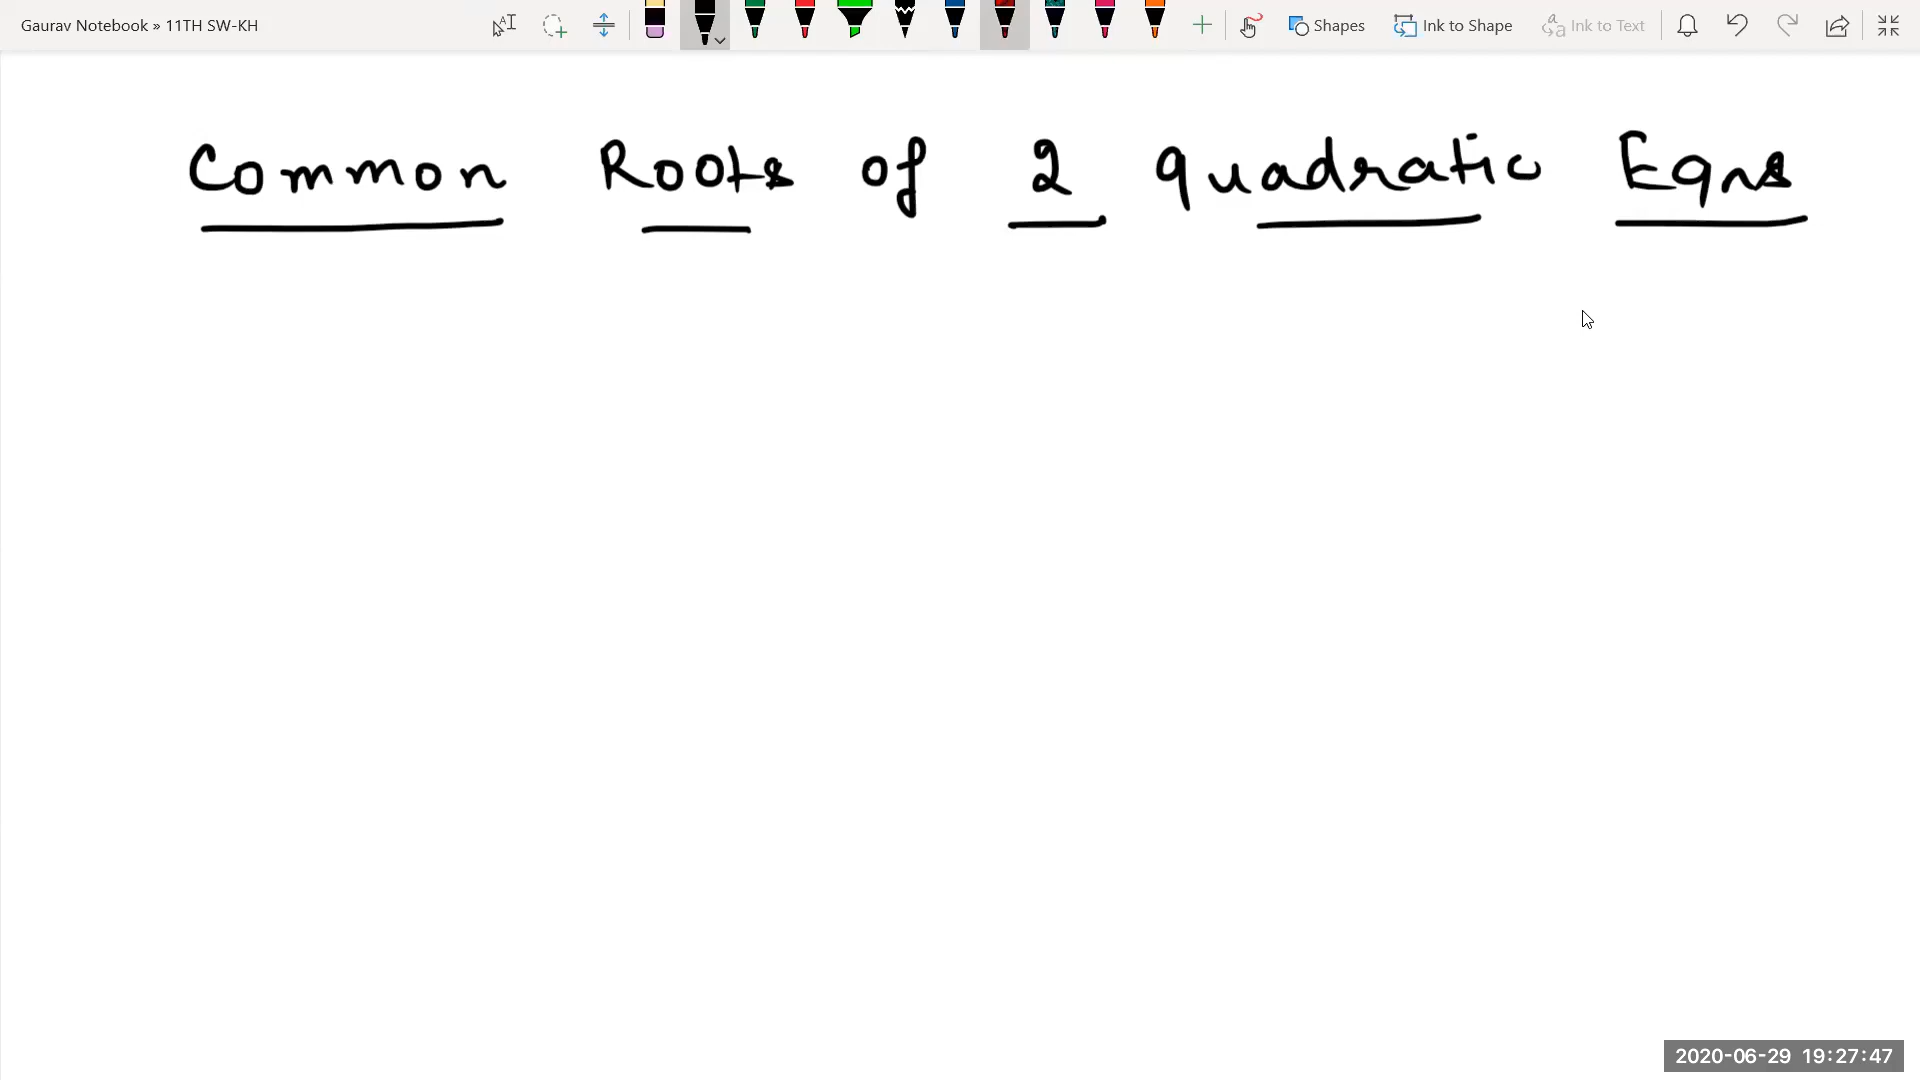 Gaurav Notebook » 11TH SW-KH Shapes Ink to Shape Ink to Text
Common Roots of 2 quadratic Eqns
2020-06-29 19:27:47